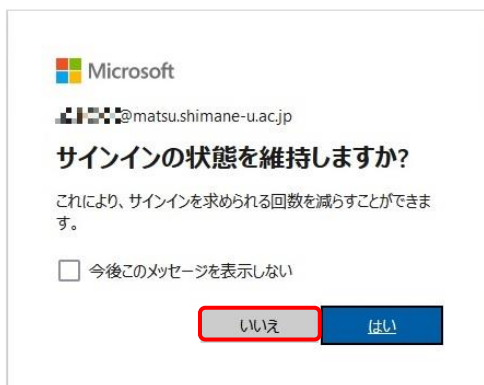 Microsoft
@matsu.shimane-u.ac.jp
サインインの状態を維持しますか?
これにより、サインインを求められる回数を減らすことができま
す。
今後このメッセージを表示しない
いいえ
はい